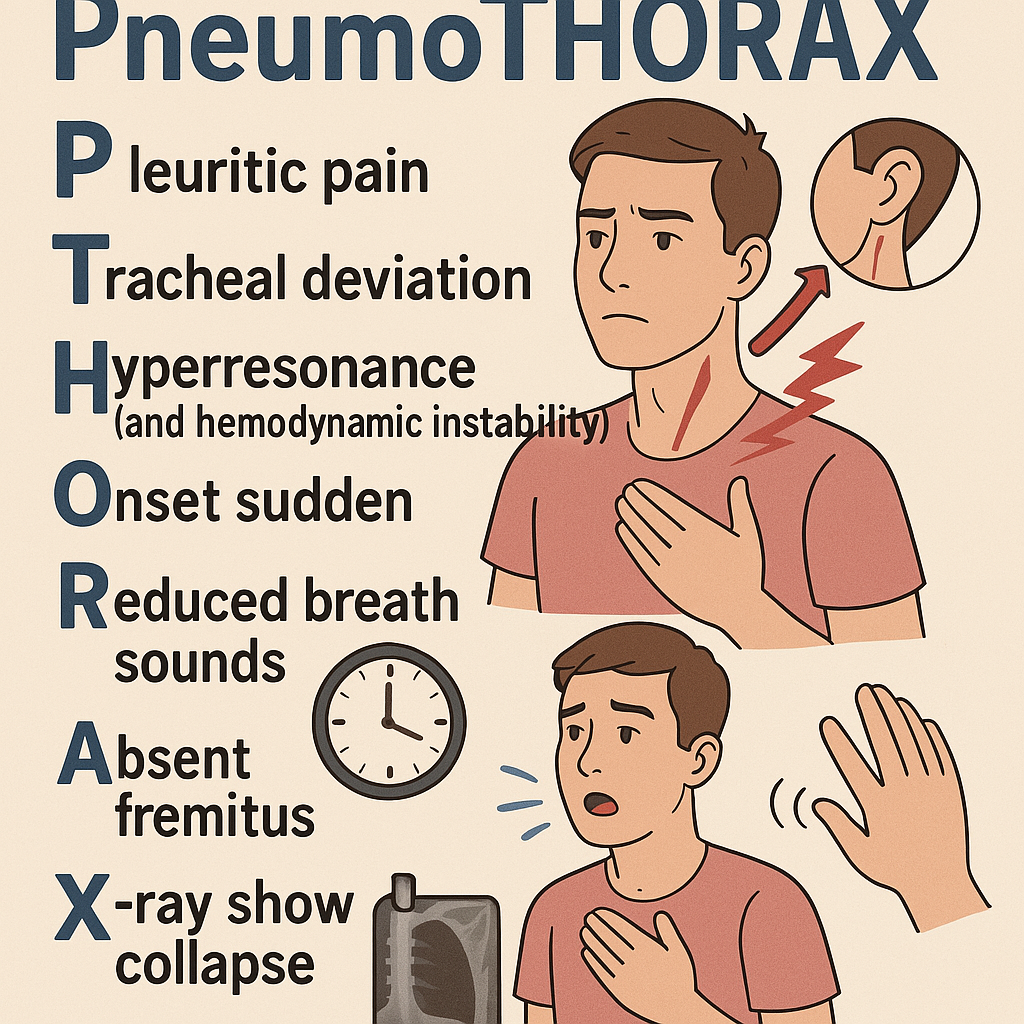 PneumoTHORAX
Pleuritic pain
Tracheal deviation
Hyperresonance
(and hemodynamic instability)
Onset sudden
Reduced breath
sounds
Absent
fremitus
X-ray show
collapse